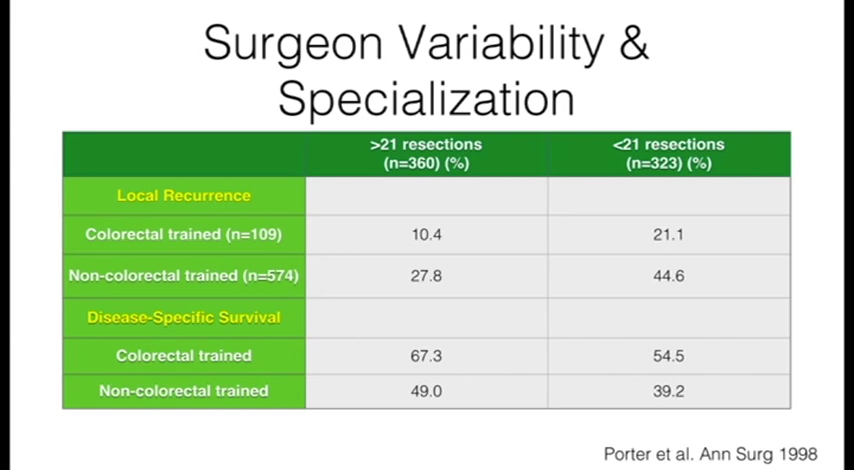 Surgeon Variability &
Specialization
>21 resections
(n=360) (%)
<21 resections
(n=323) (%)
Local Recurrence
Colorectal trained (n=109) 10.4 21.1
Non-colorectal trained (n=574) 27.8 44.6
Disease-Specific Survival
Colorectal trained 67.3 54.5
Non-colorectal trained 49.0 39.2
Porter et al. Ann Surg 1998